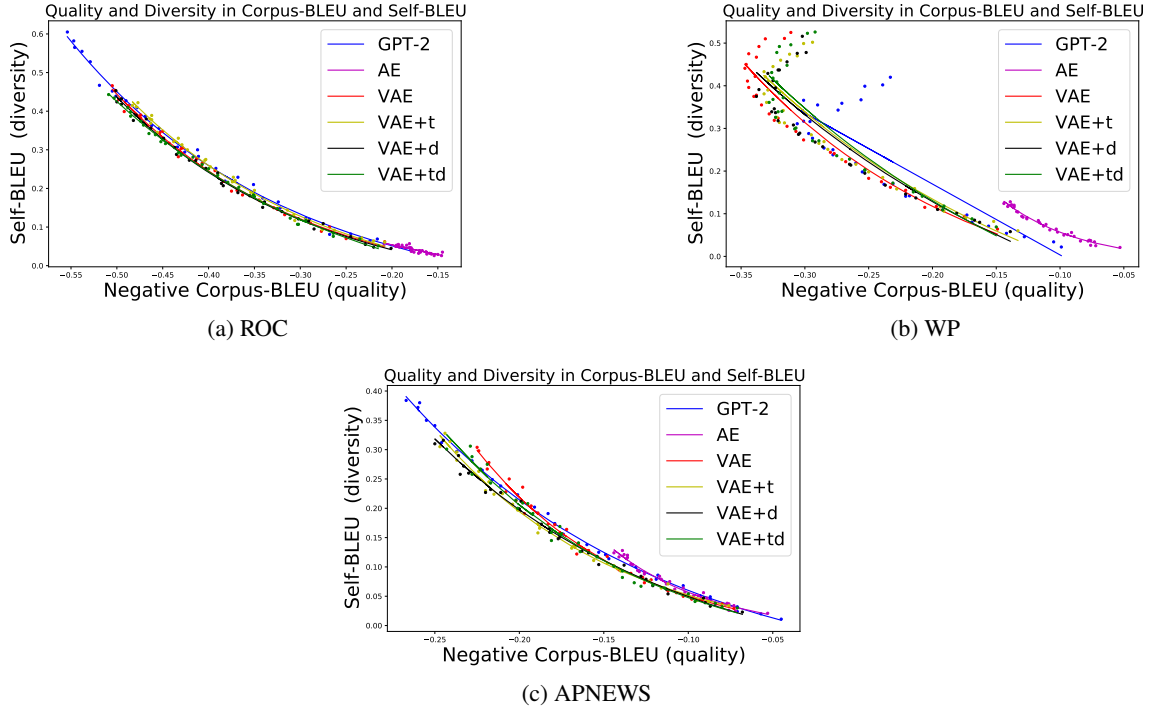 Quality and Diversity in Corpus-BLEU and Self-BLEU
Self-BLEU (diversity)
0.6
0.5
0.4
0.3
0.2
0.1
0.0
GPT-2
AE
VAE
VAE+t
VAE+d
VAE+td
−0.55
−0.50
−0.45
−0.40
−0.35
−0.30
−0.25
−0.20
−0.15
Negative Corpus-BLEU (quality)
(a) ROC
Quality and Diversity in Corpus-BLEU and Self-BLEU
Self-BLEU (diversity)
0.5
0.4
0.3
0.2
0.1
0.0
GPT-2
AE
VAE
VAE+t
VAE+d
VAE+td
−0.35
−0.30
−0.25
−0.20
−0.15
−0.10
−0.05
Negative Corpus-BLEU (quality)
(b) WP
Quality and Diversity in Corpus-BLEU and Self-BLEU
Self-BLEU (diversity)
0.40
0.35
0.30
0.25
0.20
0.15
0.10
0.05
0.00
GPT-2
AE
VAE
VAE+t
VAE+d
VAE+td
−0.25
−0.20
−0.15
−0.10
−0.05
Negative Corpus-BLEU (quality)
(c) APNEWS